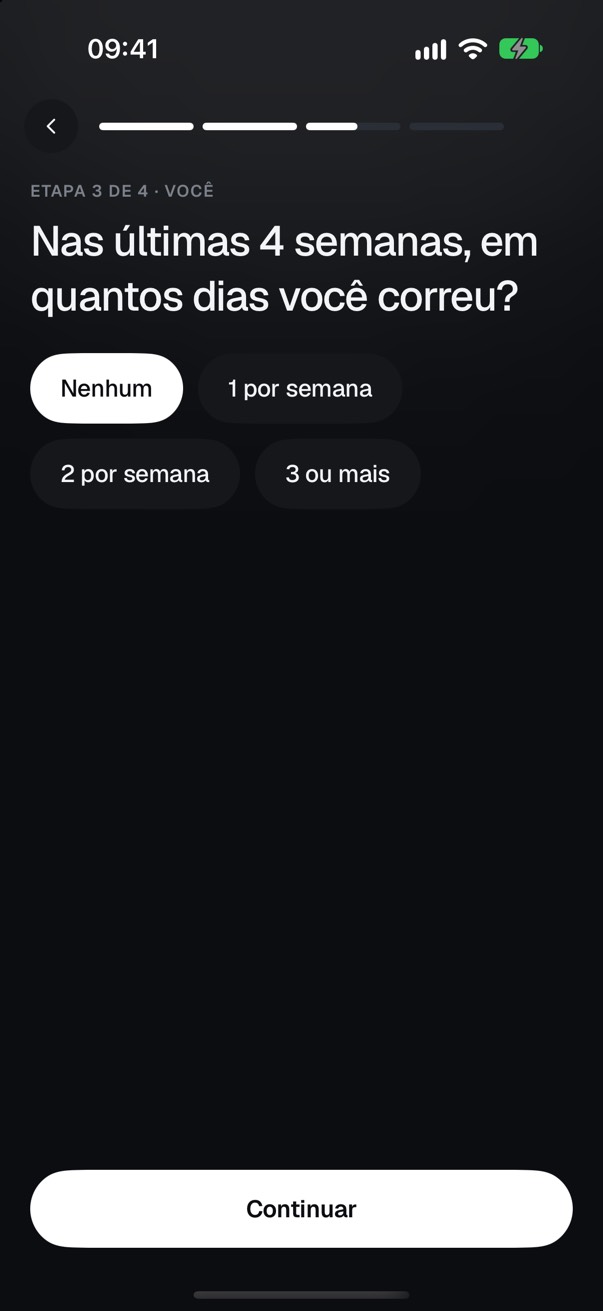 09:41
ETAPA 3 DE 4 · VOCÊ
Nas últimas 4 semanas, em
quantos dias você correu?
Nenhum
1 por semana
2 por semana
3 ou mais
Continuar